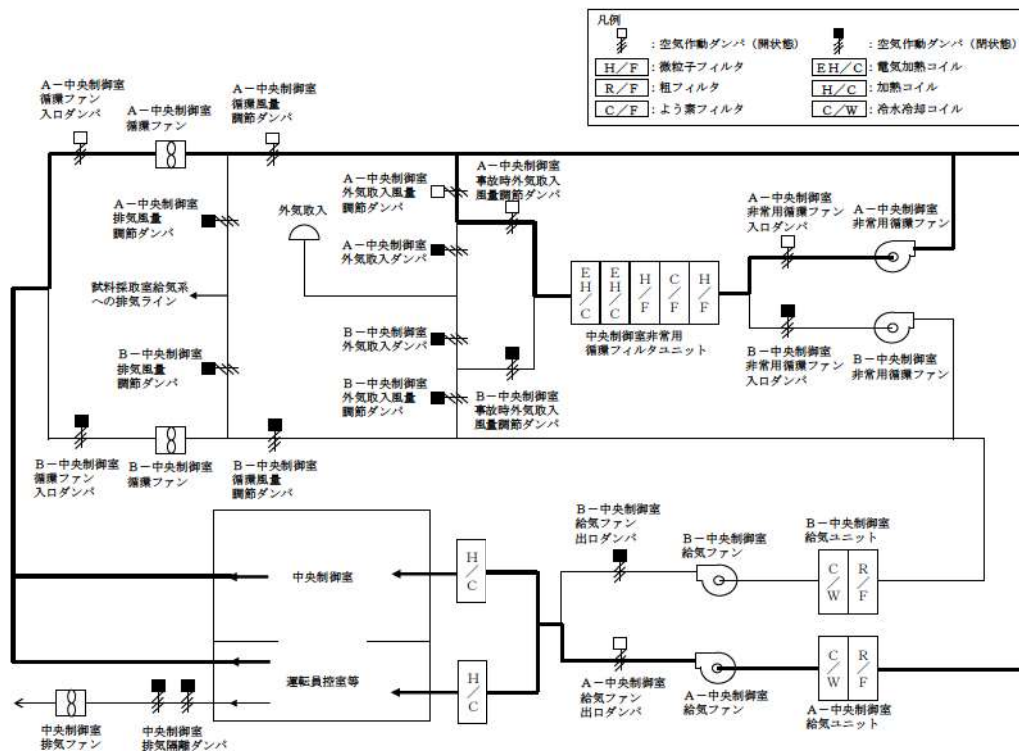 凡例
:空気作動ダンパ(開状態)
:空気作動ダンパ(閉状態)
H/F:微粒子フィルタ
EH/C:電気加熱コイル
R/F:粗フィルタ
H/C:加熱コイル
C/F:よう素フィルタ
C/W:冷水冷却コイル
A-中央制御室
循環ファン
入口ダンパ
A-中央制御室
循環ファン
A-中央制御室
循環風量
調節ダンパ
A-中央制御室
排気風量
調節ダンパ
外気取入
A-中央制御室
外気取入風量
調節ダンパ
A-中央制御室
事故時外気取入
風量調節ダンパ
A-中央制御室
外気取入ダンパ
A-中央制御室
非常用循環ファン
入口ダンパ
A-中央制御室
非常用循環ファン
試料採取室給気系
への排気ライン
EH/C
EH/C
H/F
C/F
H/F
中央制御室非常用
循環フィルタユニット
B-中央制御室
排気風量
調節ダンパ
B-中央制御室
外気取入ダンパ
B-中央制御室
外気取入風量
調節ダンパ
B-中央制御室
事故時外気取入
風量調節ダンパ
B-中央制御室
非常用循環ファン
入口ダンパ
B-中央制御室
非常用循環ファン
B-中央制御室
循環ファン
入口ダンパ
B-中央制御室
循環ファン
B-中央制御室
循環風量
調節ダンパ
B-中央制御室
給気ファン
出口ダンパ
B-中央制御室
給気ファン
B-中央制御室
給気ユニット
C/W
R/F
中央制御室
H/C
運転員控室等
H/C
A-中央制御室
給気ファン
出口ダンパ
A-中央制御室
給気ファン
C/W
R/F
A-中央制御室
給気ユニット
中央制御室
排気ファン
中央制御室
排気隔離ダンパ